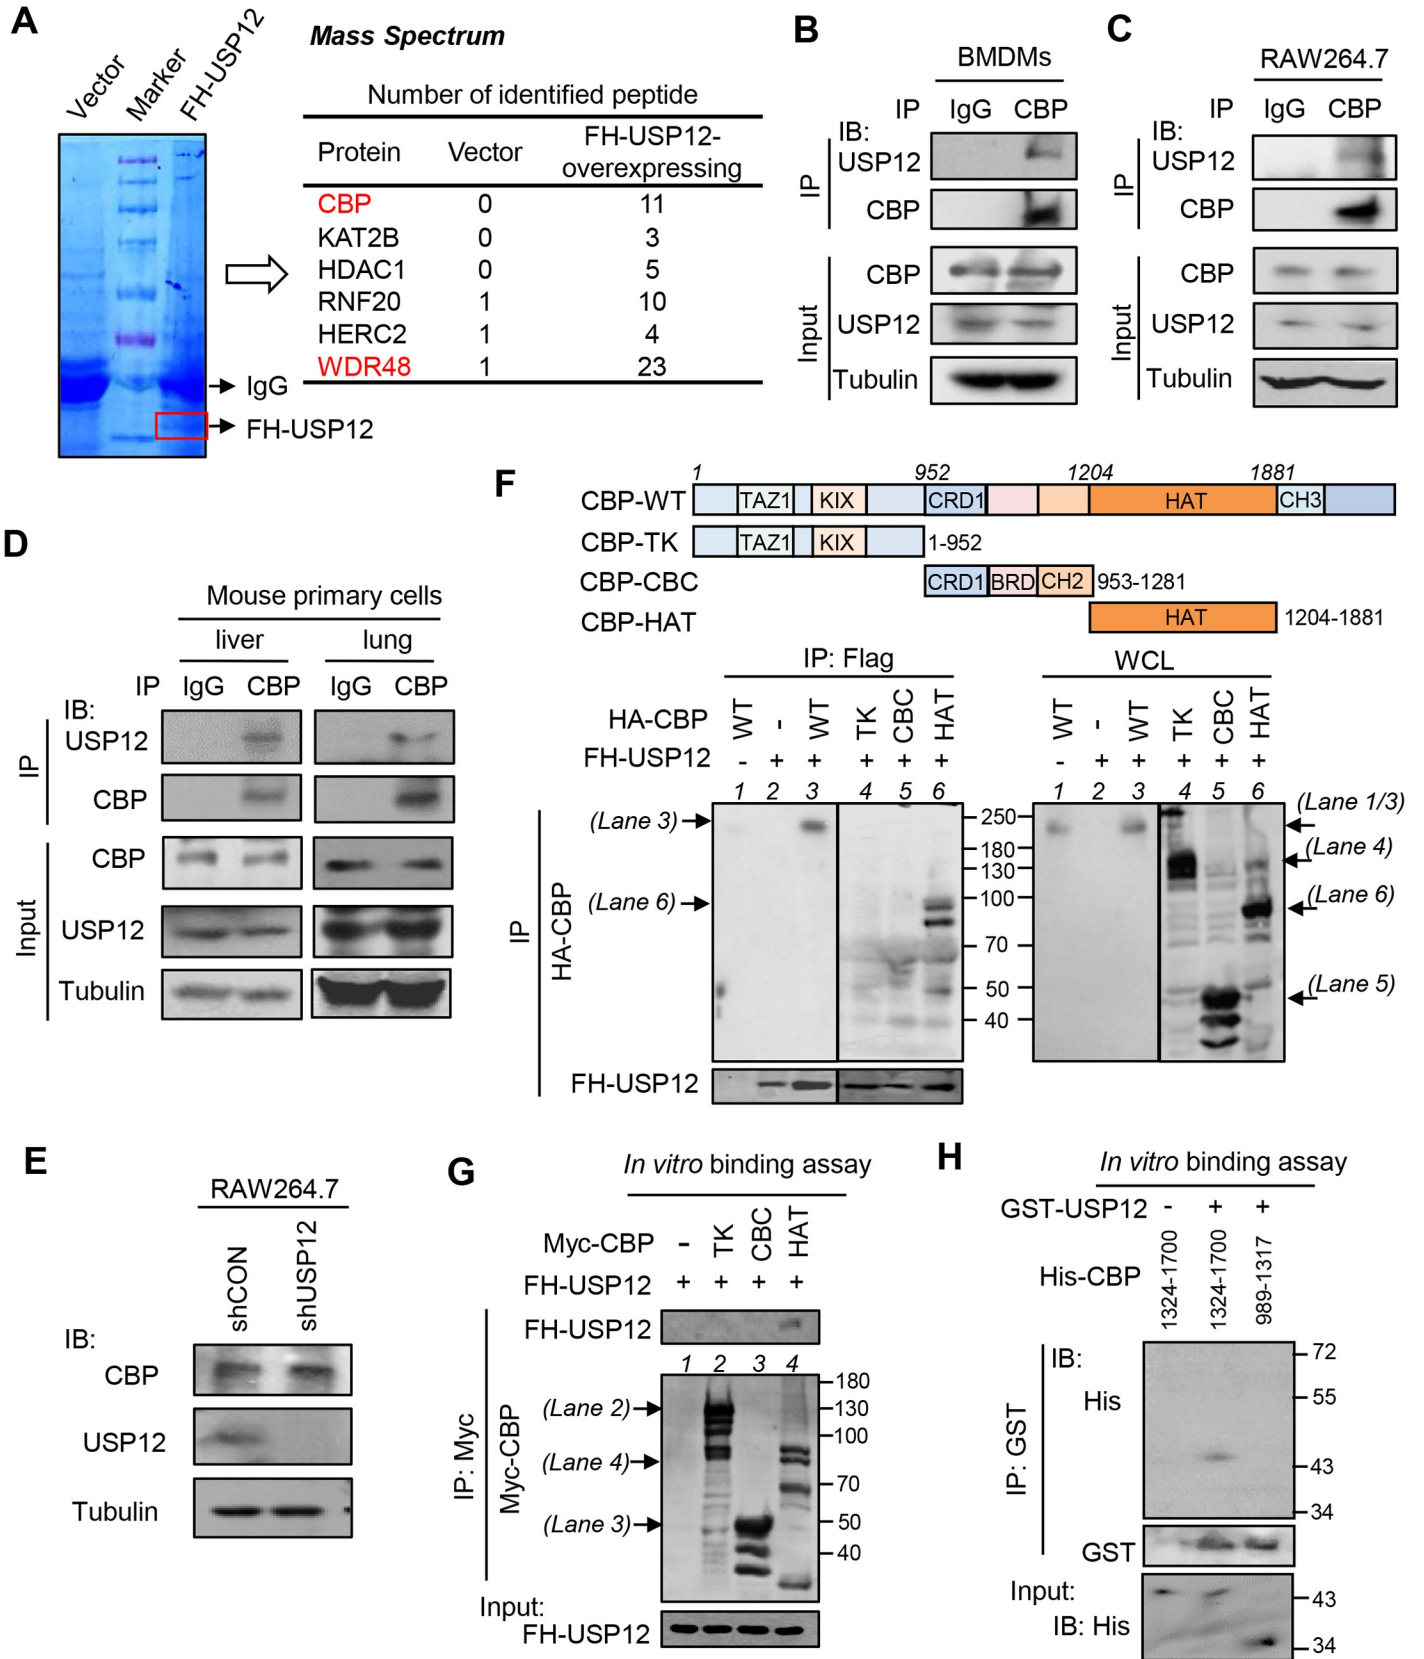 A
Vector
Marker
FH-USP12
Mass Spectrum
Number of identified peptide
Protein Vector FH-USP12-
overexpressing
CBP 0 11
KAT2B 0 3
HDAC1 0 5
RNF20 1 10
HERC2 1 4
WDR48 1 23
IgG
FH-USP12
B
BMDMs
IP IgG CBP
IB:
USP12
CBP
IP
CBP
USP12
Tubulin
Input
C
RAW264.7
IP IgG CBP
IB:
USP12
CBP
IP
CBP
USP12
Tubulin
Input
D
Mouse primary cells
liver lung
IP IgG CBP IgG CBP
IB:
USP12
CBP
IP
CBP
USP12
Tubulin
Input
E
RAW264.7
shCON
shUSP12
IB:
CBP
USP12
Tubulin
F
1 952 1204 1881
CBP-WT TAZ1 KIX CRD1 HAT CH3
CBP-TK TAZ1 KIX 1-952
CBP-CBC CRD1 BRD CH2 953-1281
CBP-HAT HAT 1204-1881
IP: Flag WCL
HA-CBP WT - WT TK CBC HAT WT - WT TK CBC HAT
FH-USP12 - + + + + + - + + + + +
1 2 3 4 5 6 1 2 3 4 5 6
(Lane 3) 250 (Lane 1/3)
180 (Lane 4)
130
(Lane 6) 100 (Lane 6)
70
50 (Lane 5)
40
IP
HA-CBP
FH-USP12
G
In vitro binding assay
Myc-CBP - TK CBC HAT
FH-USP12 + + + +
FH-USP12
1 2 3 4
180
(Lane 2) 130
100
(Lane 4)
70
(Lane 3) 50
40
IP: Myc
Myc-CBP
Input:
FH-USP12
H
In vitro binding assay
GST-USP12 - + +
His-CBP 1324-1700 1324-1700 989-1317
IB: 72
His 55
43
34
IP: GST
GST
Input:
43
IB: His
34